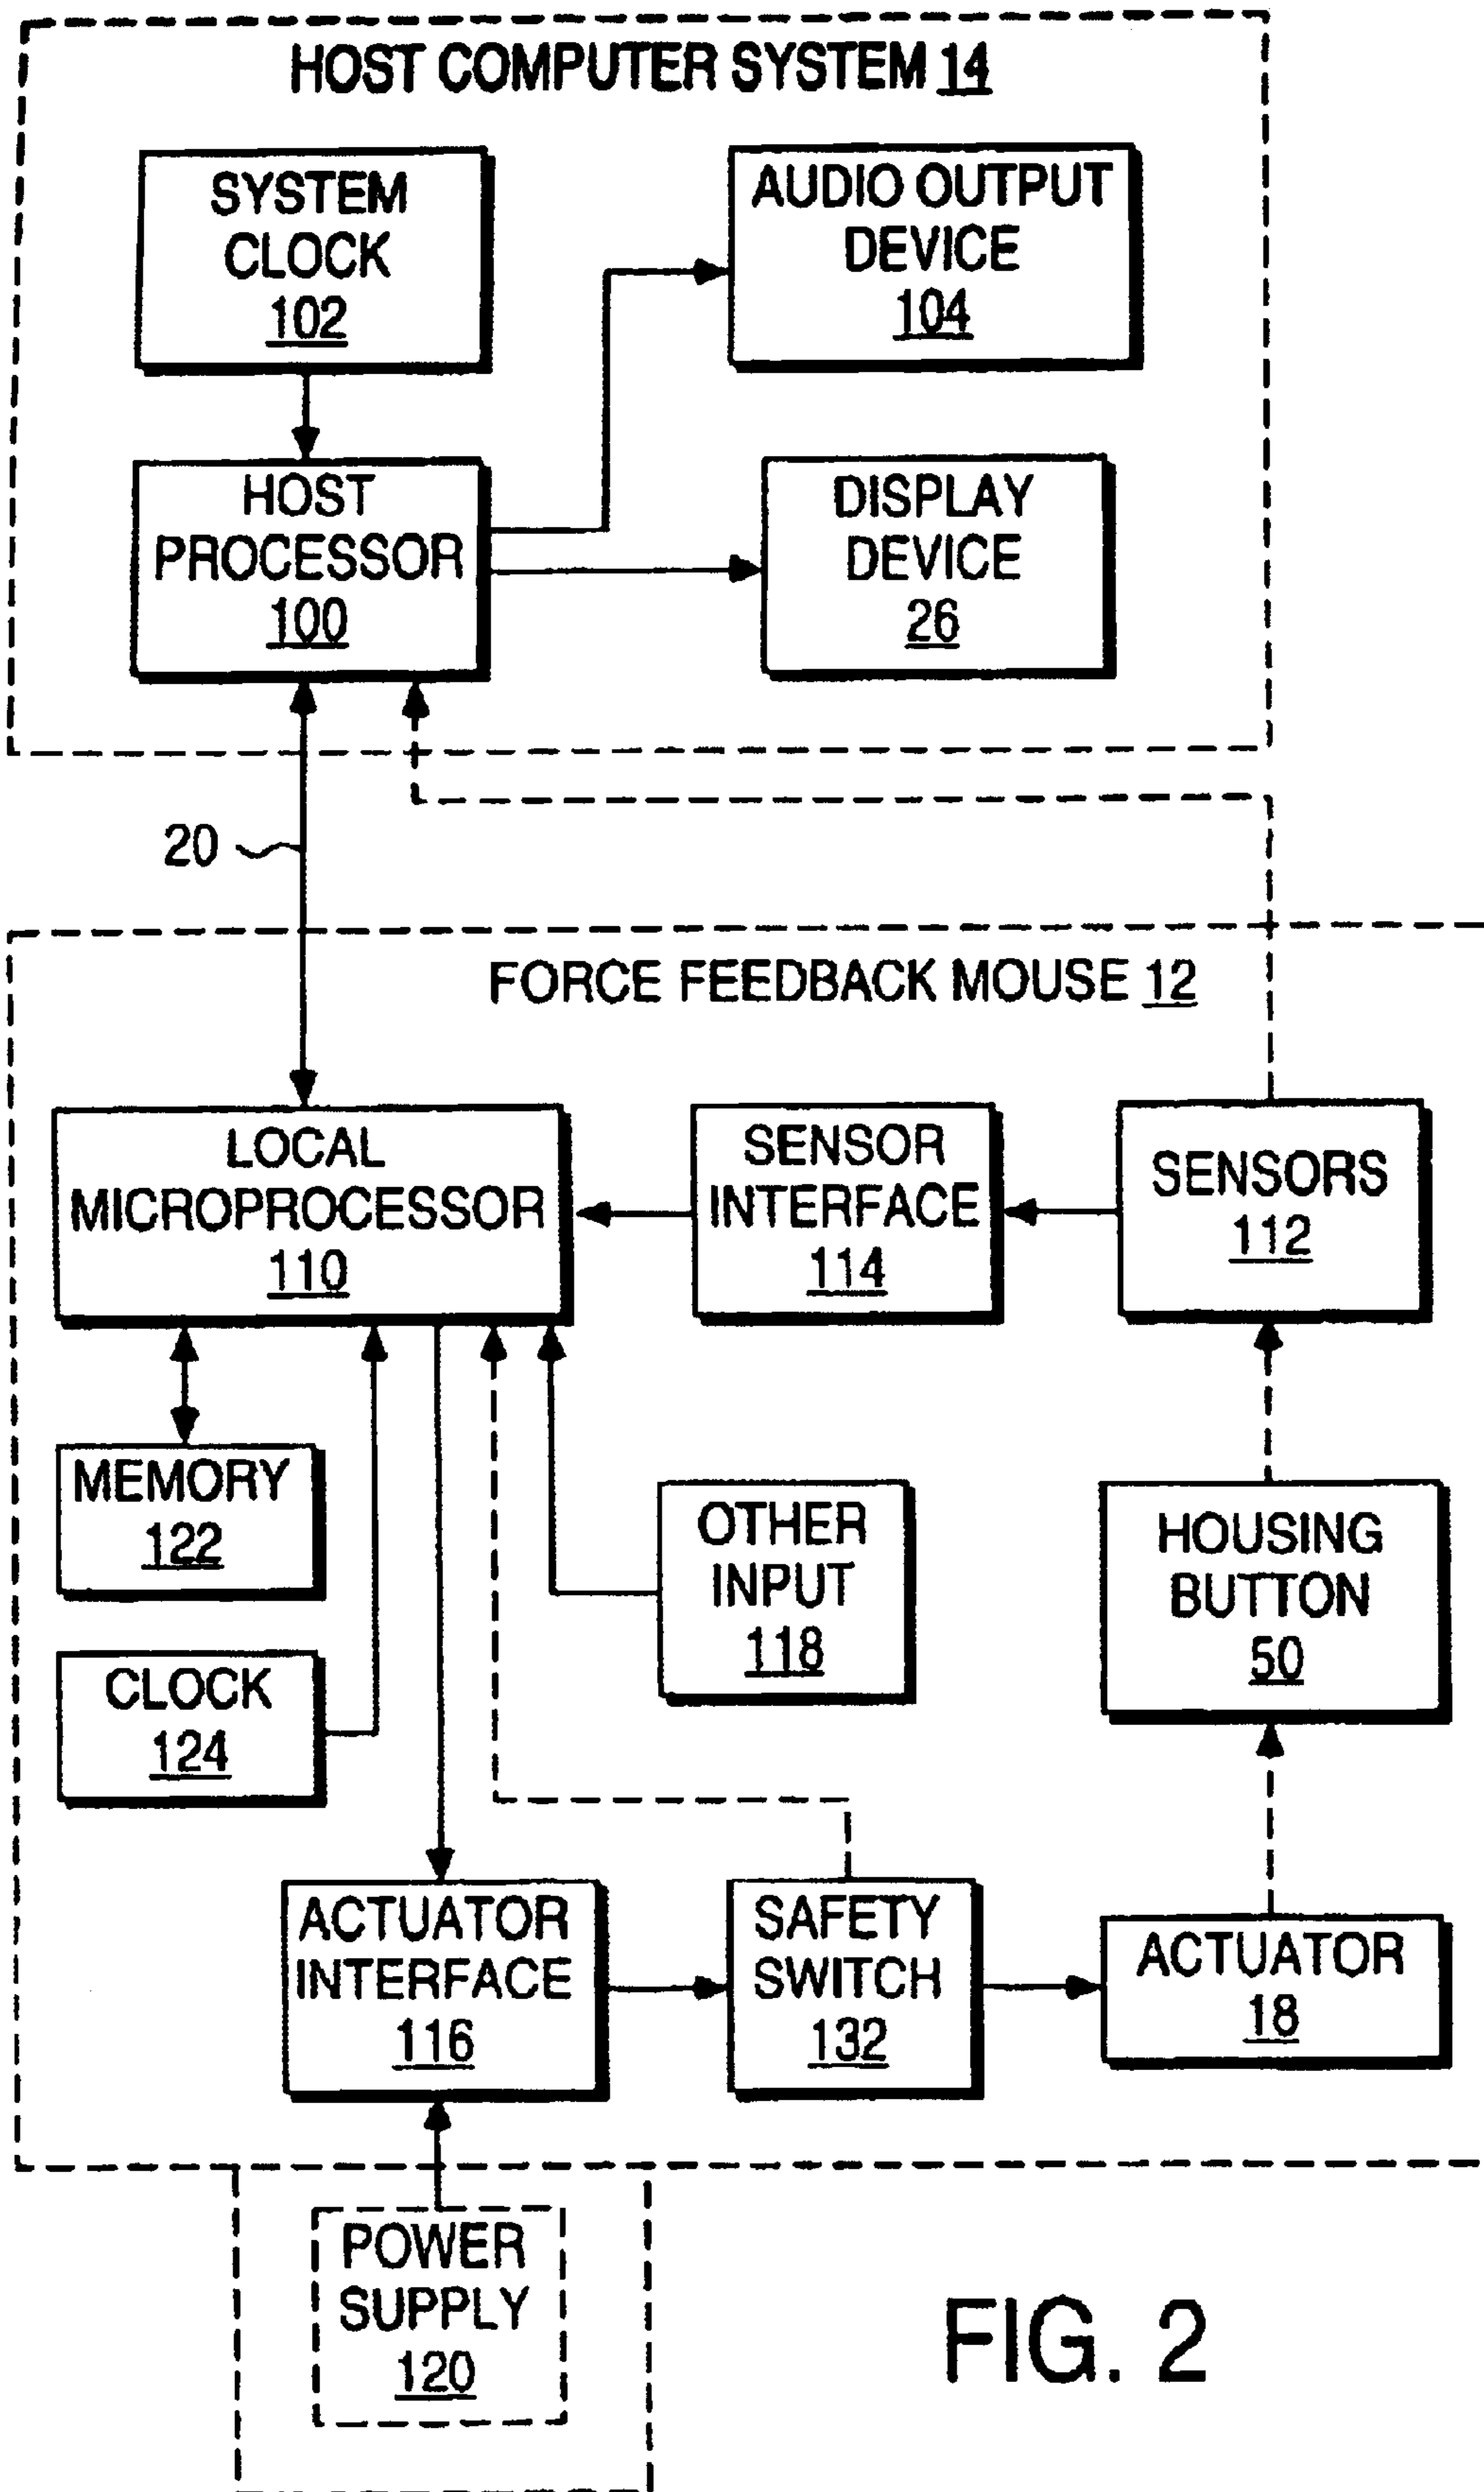 HOST COMPUTER SYSTEM 14
SYSTEM
CLOCK
102
AUDIO OUTPUT
DEVICE
104
HOST
PROCESSOR
100
DISPLAY
DEVICE
26
20
FORCE FEEDBACK MOUSE 12
LOCAL
MICROPROCESSOR
110
SENSOR
INTERFACE
114
SENSORS
112
MEMORY
122
OTHER
INPUT
118
HOUSING
BUTTON
50
CLOCK
124
ACTUATOR
INTERFACE
116
SAFETY
SWITCH
132
ACTUATOR
18
POWER
SUPPLY
120
FIG. 2